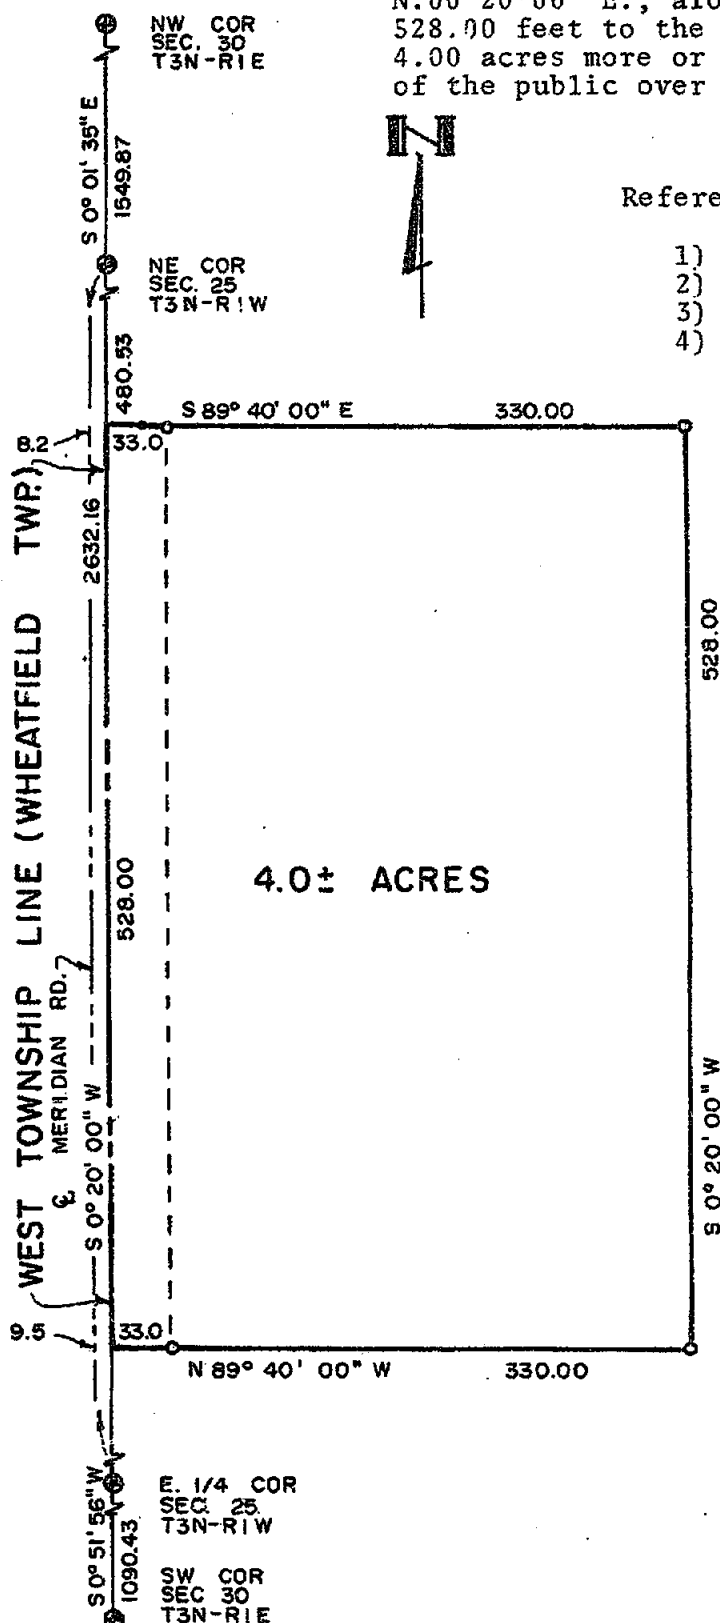 N.00 20 00 E., alo
528.00 feet to the
4.00 acres more or
of the public over
NW COR
SEC. 30
T3N-R1E
S 0° 01' 35" E
1549.87
N
Refere
1)
2)
3)
4)
NE COR
SEC. 25
T3N-R1W
480.53
S 89° 40' 00" E 330.00
8.2
33.0
2632.16
WEST TOWNSHIP LINE (WHEATFIELD TWP.)
℄ MERIDIAN RD.
528.00
528.00
4.0± ACRES
S 0° 20' 00" W
S 0° 20' 00" W
9.5
33.0
N 89° 40' 00" W 330.00
S 0° 51' 56" W
1090.43
E. 1/4 COR
SEC. 25
T3N-R1W
SW COR
SEC 30
T3N-R1E